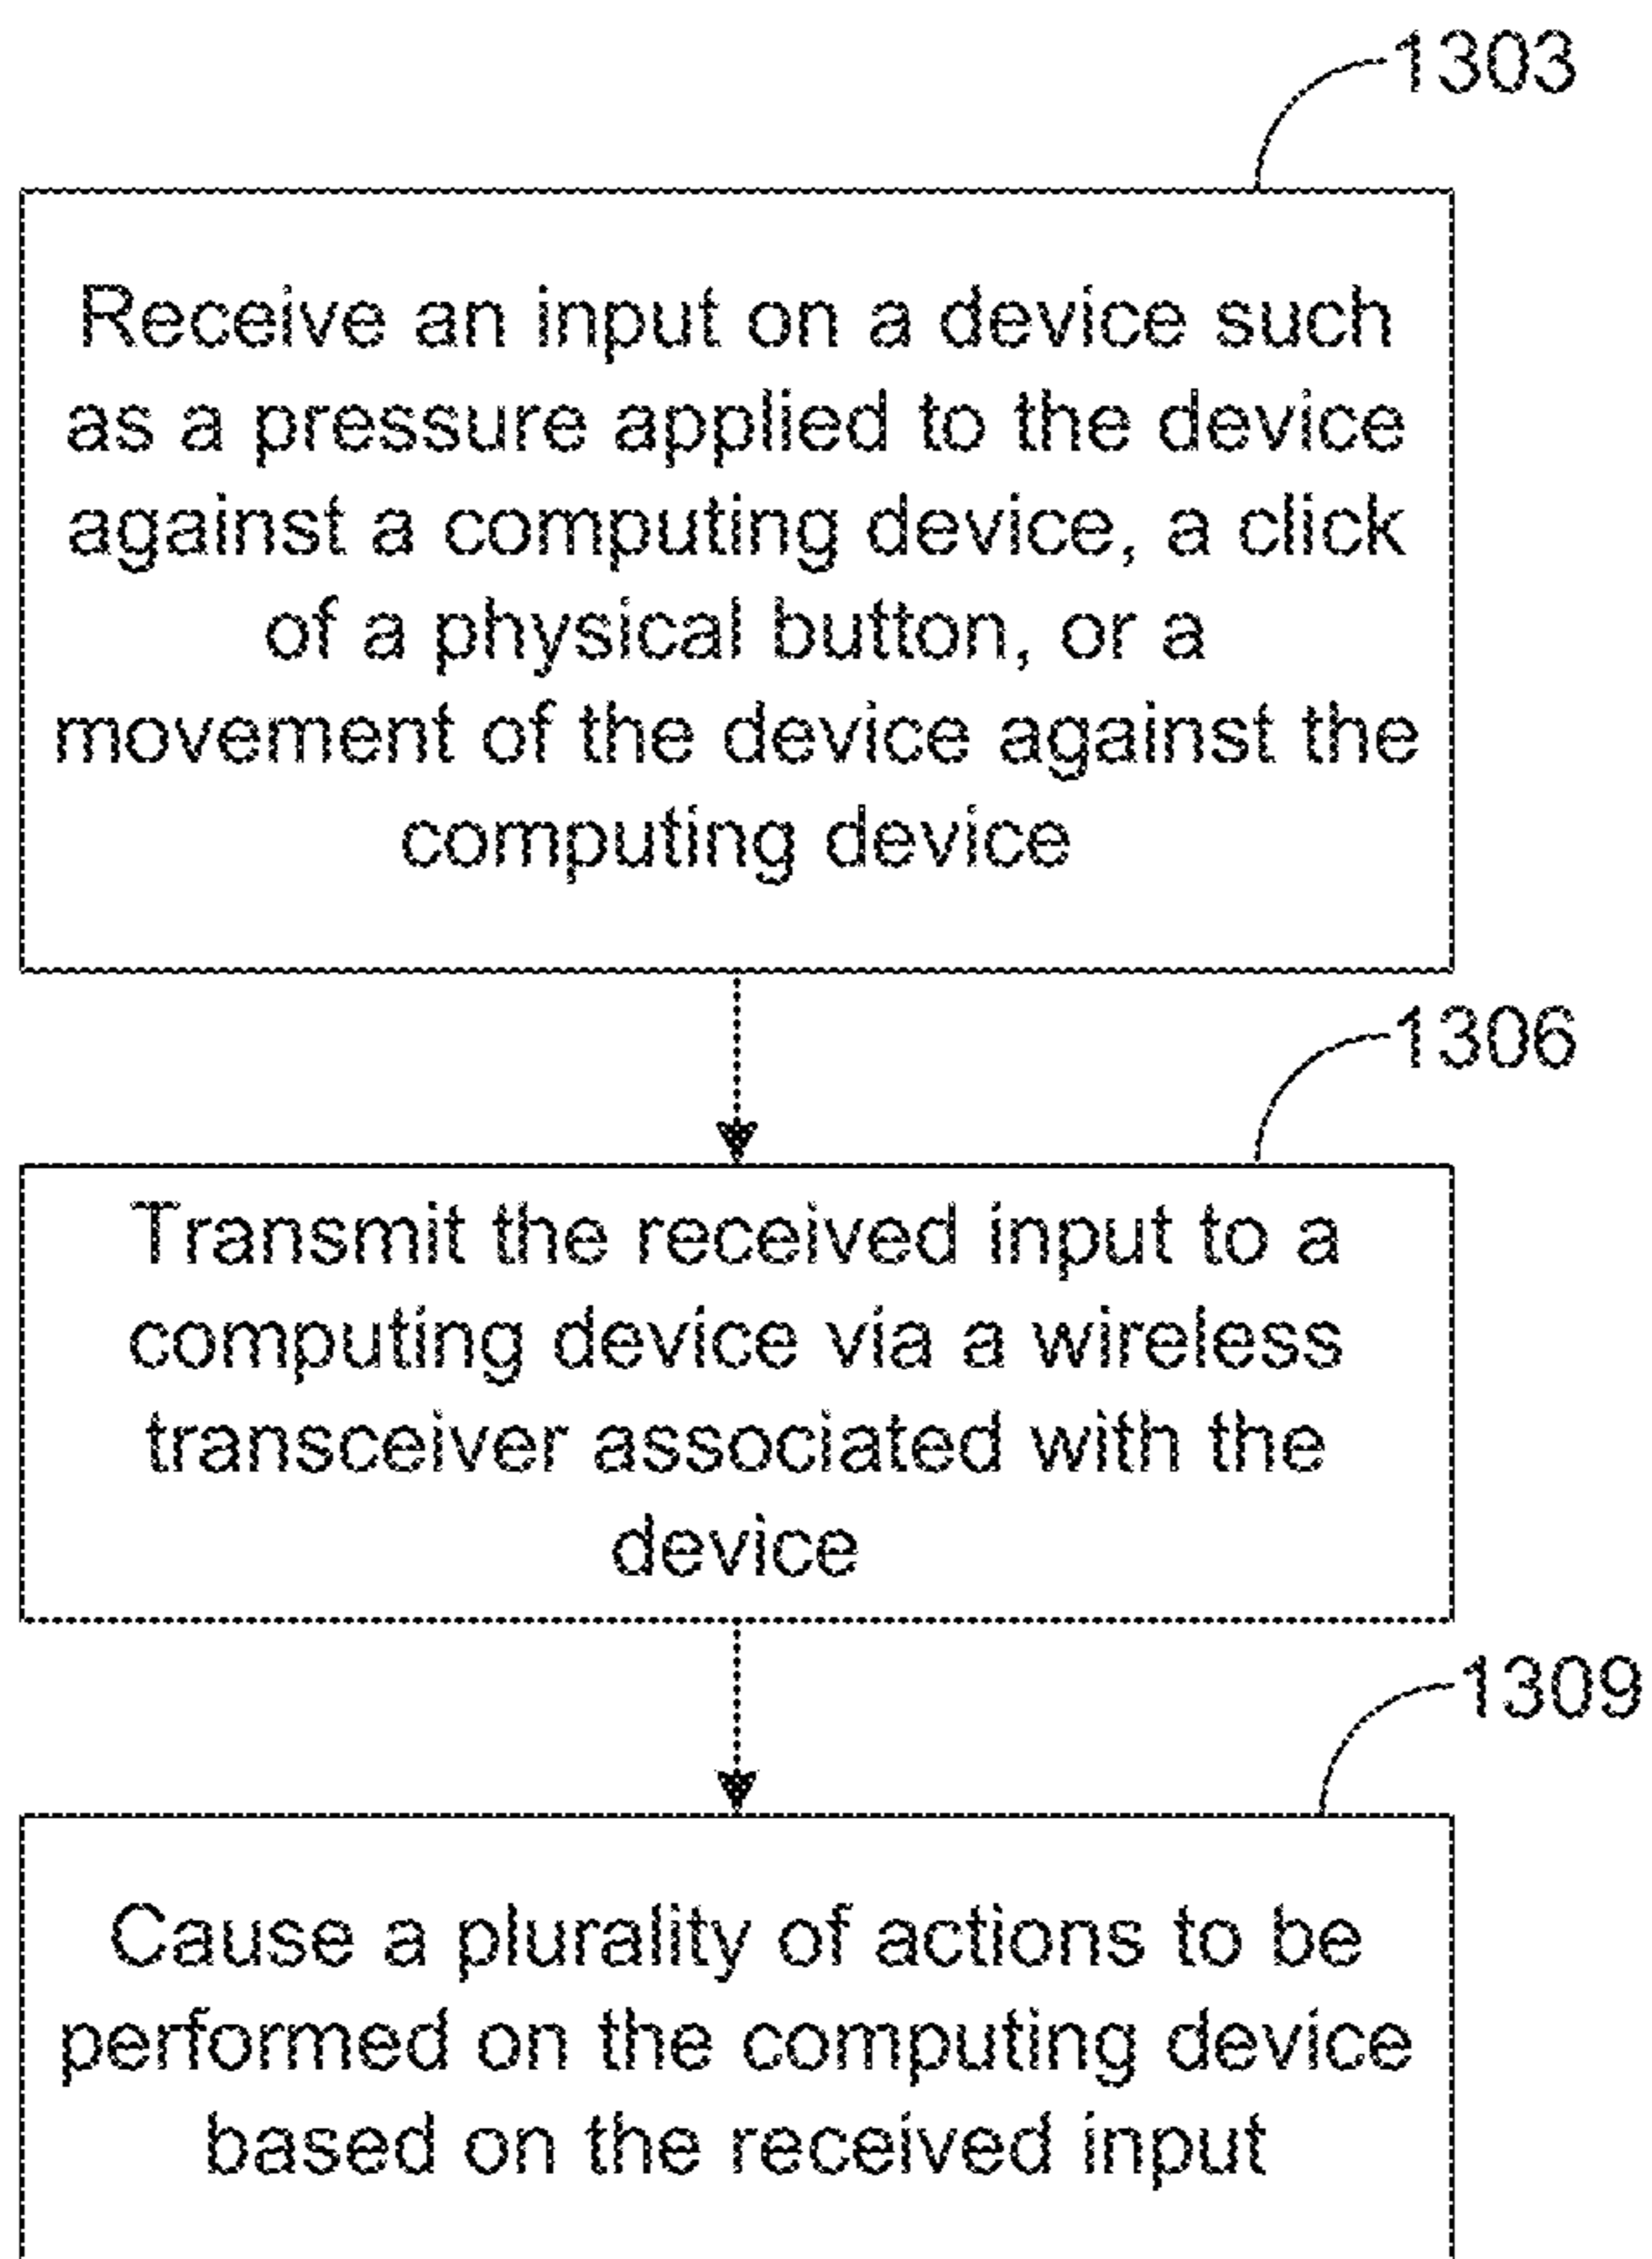 1303
Receive an input on a device such
as a pressure applied to the device
against a computing device, a click
of a physical button, or a
movement of the device against the
computing device
1306
Transmit the received input to a
computing device via a wireless
transceiver associated with the
device
1309
Cause a plurality of actions to be
performed on the computing device
based on the received input